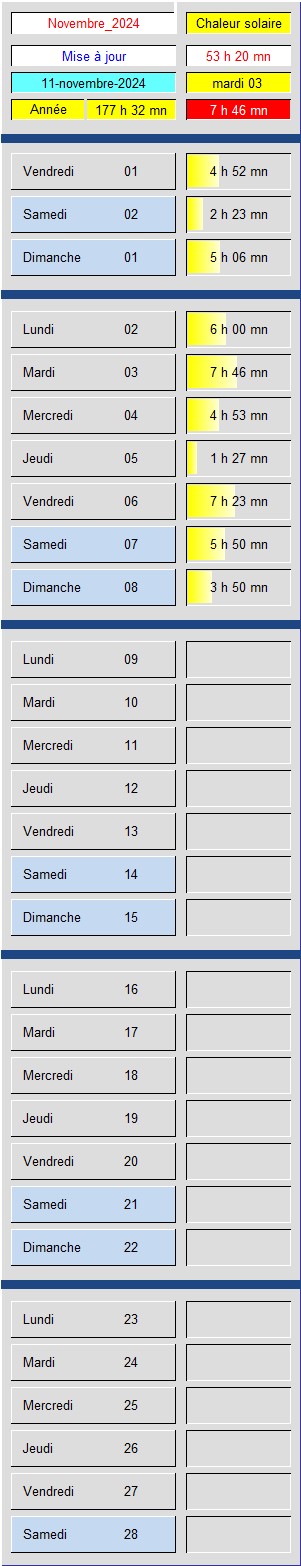 Novembre_2024 Chaleur solaire
Mise à jour 53 h 20 mn
11-novembre-2024 mardi 03
Année 177 h 32 mn 7 h 46 mn
Vendredi 01 4 h 52 mn
Samedi 02 2 h 23 mn
Dimanche 01 5 h 06 mn
Lundi 02 6 h 00 mn
Mardi 03 7 h 46 mn
Mercredi 04 4 h 53 mn
Jeudi 05 1 h 27 mn
Vendredi 06 7 h 23 mn
Samedi 07 5 h 50 mn
Dimanche 08 3 h 50 mn
Lundi 09
Mardi 10
Mercredi 11
Jeudi 12
Vendredi 13
Samedi 14
Dimanche 15
Lundi 16
Mardi 17
Mercredi 18
Jeudi 19
Vendredi 20
Samedi 21
Dimanche 22
Lundi 23
Mardi 24
Mercredi 25
Jeudi 26
Vendredi 27
Samedi 28